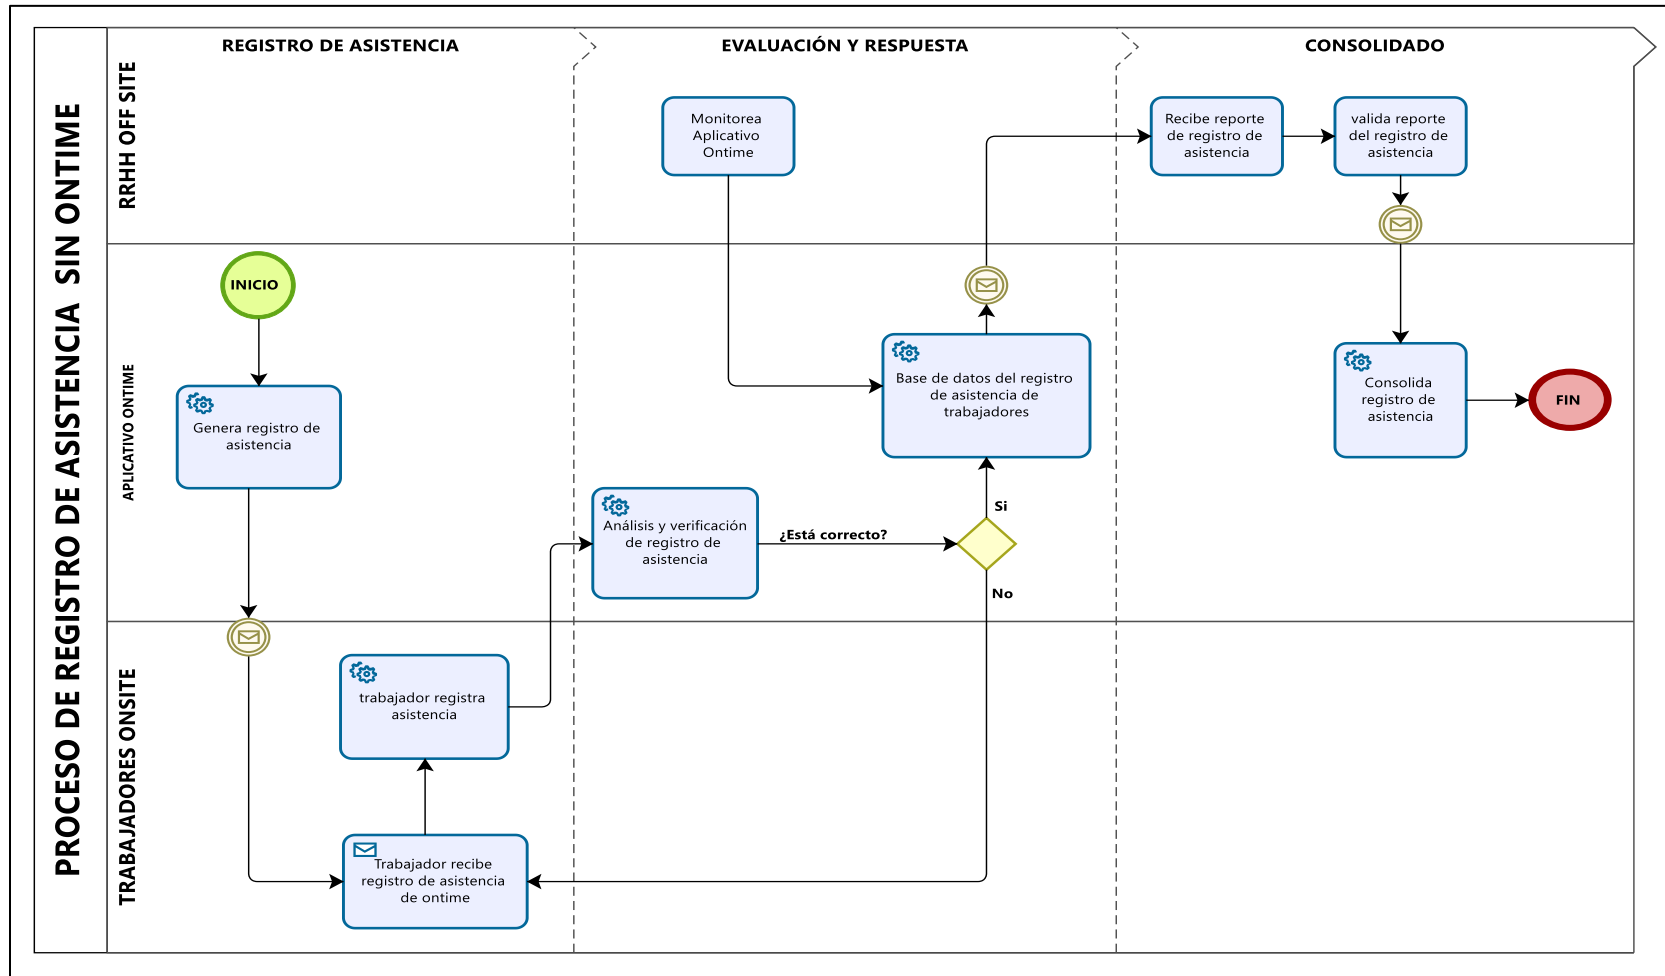 PROCESO DE REGISTRO DE ASISTENCIA SIN ONTIME
REGISTRO DE ASISTENCIA
EVALUACIÓN Y RESPUESTA
CONSOLIDADO
RRHH OFF SITE
Monitorea
Aplicativo
Ontime
Recibe reporte
de registro de
asistencia
valida reporte
del registro de
asistencia
APLICATIVO ONTIME
INICIO
Genera registro de
asistencia
Base de datos del registro
de asistencia de
trabajadores
Consolida
registro de
asistencia
FIN
Análisis y verificación
de registro de
asistencia
¿Está correcto?
Si
No
TRABAJADORES ONSITE
trabajador registra
asistencia
Trabajador recibe
registro de asistencia
de ontime